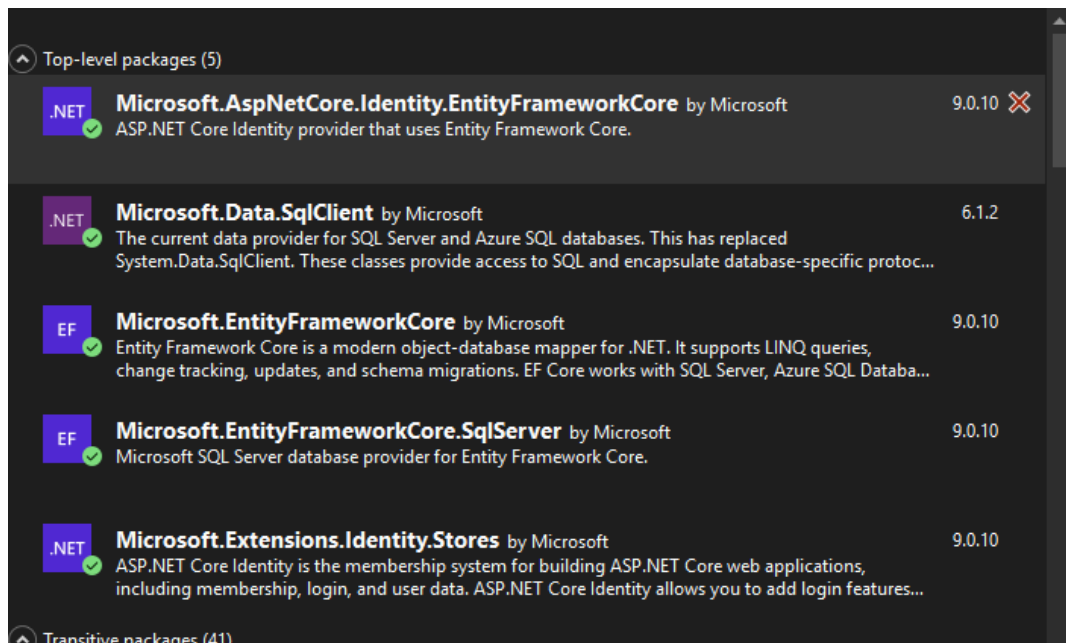 Top-level packages (5)
.NET
Microsoft.AspNetCore.Identity.EntityFrameworkCore by Microsoft 9.0.10
ASP.NET Core Identity provider that uses Entity Framework Core.
.NET
Microsoft.Data.SqlClient by Microsoft 6.1.2
The current data provider for SQL Server and Azure SQL databases. This has replaced
System.Data.SqlClient. These classes provide access to SQL and encapsulate database-specific protoc...
EF
Microsoft.EntityFrameworkCore by Microsoft 9.0.10
Entity Framework Core is a modern object-database mapper for .NET. It supports LINQ queries,
change tracking, updates, and schema migrations. EF Core works with SQL Server, Azure SQL Databa...
EF
Microsoft.EntityFrameworkCore.SqlServer by Microsoft 9.0.10
Microsoft SQL Server database provider for Entity Framework Core.
.NET
Microsoft.Extensions.Identity.Stores by Microsoft 9.0.10
ASP.NET Core Identity is the membership system for building ASP.NET Core web applications,
including membership, login, and user data. ASP.NET Core Identity allows you to add login features...
Transitive packages (41)